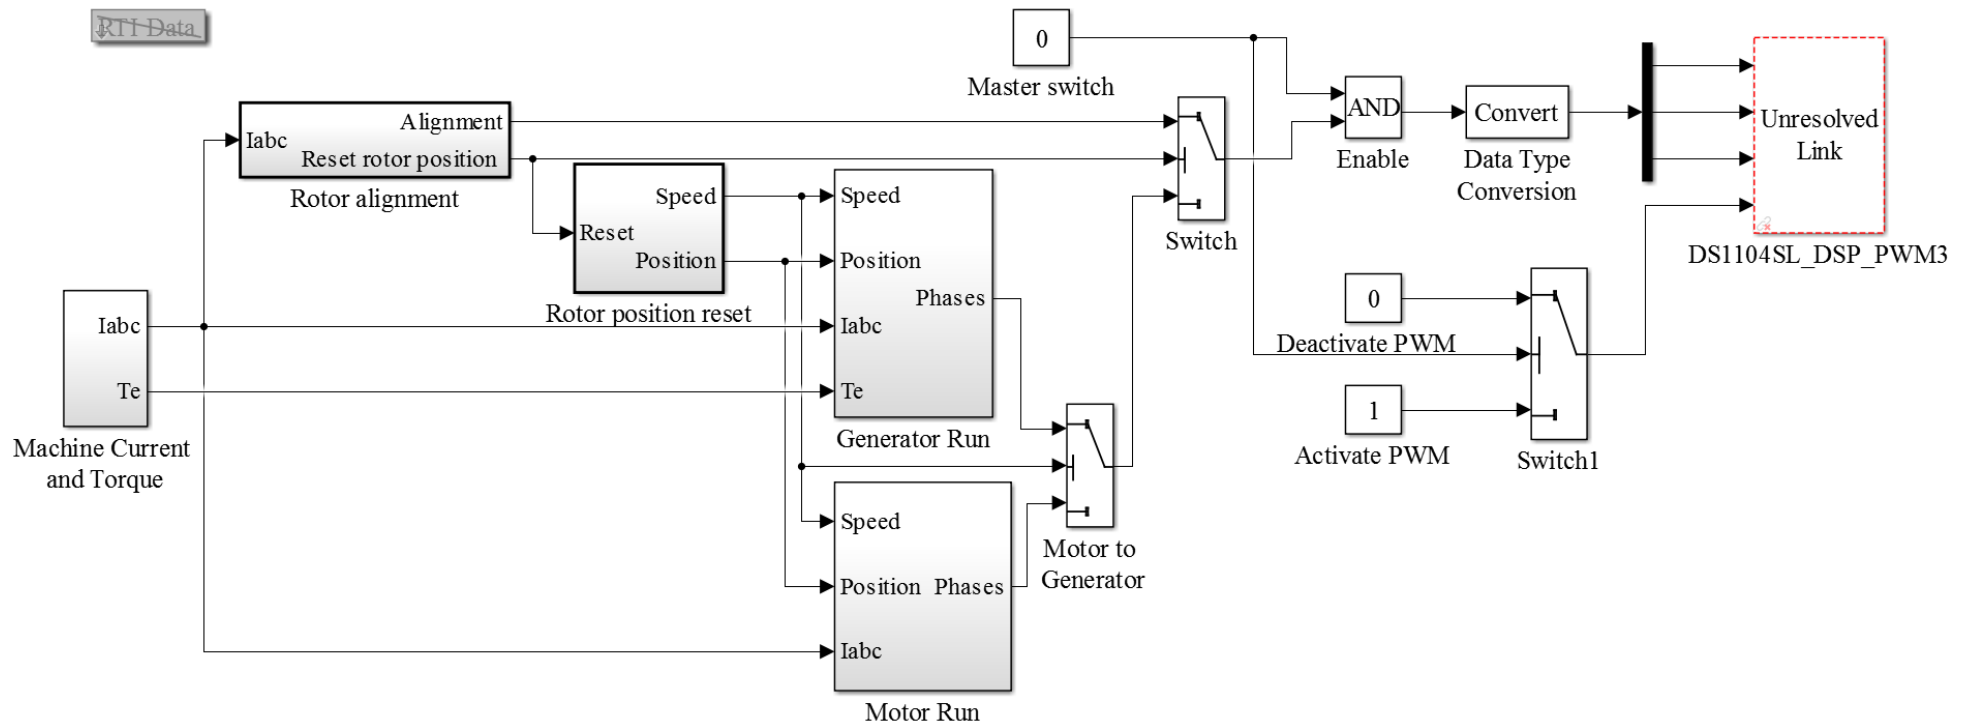 RTI Data
0
Master switch
AND
Enable
Convert
Data Type
Conversion
Unresolved
Link
DS1104SL_DSP_PWM3
Iabc
Alignment
Reset rotor position
Rotor alignment
Speed
Reset
Position
Rotor position reset
Speed
Position
Phases
Iabc
Te
Generator Run
Switch
Iabc
Te
Machine Current
and Torque
0
Deactivate PWM
1
Activate PWM
Switch1
Motor to
Generator
Speed
Position
Phases
Iabc
Motor Run